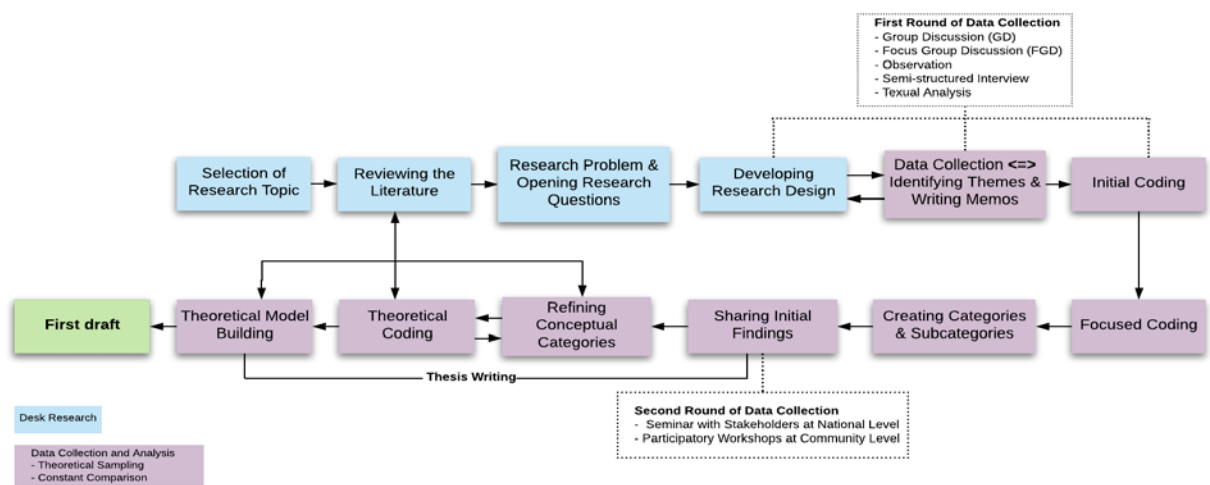 First Round of Data Collection
- Group Discussion (GD)
- Focus Group Discussion (FGD)
- Observation
- Semi-structured Interview
- Texual Analysis
Selection of
Research Topic
Reviewing the
Literature
Research Problem &
Opening Research
Questions
Developing
Research Design
Data Collection <=>
Identifying Themes &
Writing Memos
Initial Coding
First draft
Theoretical Model
Building
Theoretical
Coding
Refining
Conceptual
Categories
Sharing Initial
Findings
Creating Categories
& Subcategories
Focused Coding
Thesis Writing
Second Round of Data Collection
- Seminar with Stakeholders at National Level
- Participatory Workshops at Community Level
Desk Research
Data Collection and Analysis
- Theoretical Sampling
- Constant Comparison